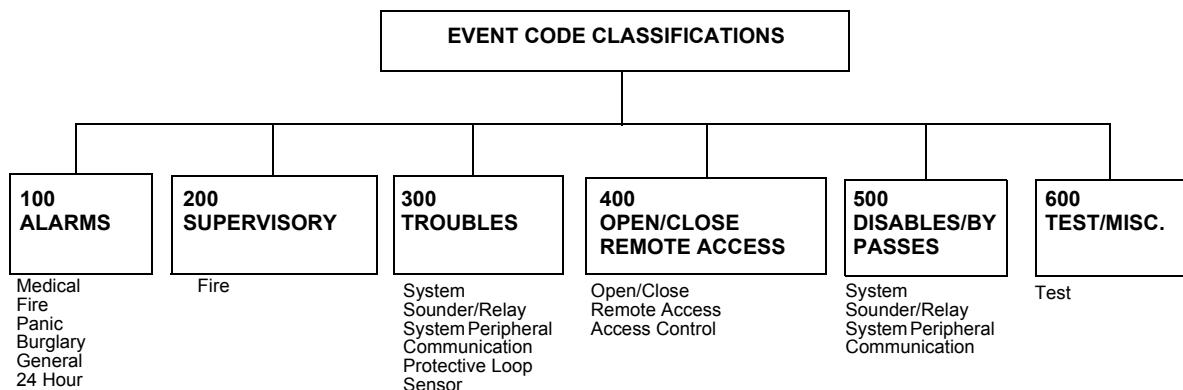 EVENT CODE CLASSIFICATIONS
100
ALARMS
Medical
Fire
Panic
Burglary
General
24 Hour
200
SUPERVISORY
Fire
300
TROUBLES
System
Sounder/Relay
System Peripheral
Communication
Protective Loop
Sensor
400
OPEN/CLOSE
REMOTE ACCESS
Open/Close
Remote Access
Access Control
500
DISABLES/BY
PASSES
System
Sounder/Relay
System Peripheral
Communication
600
TEST/MISC.
Test